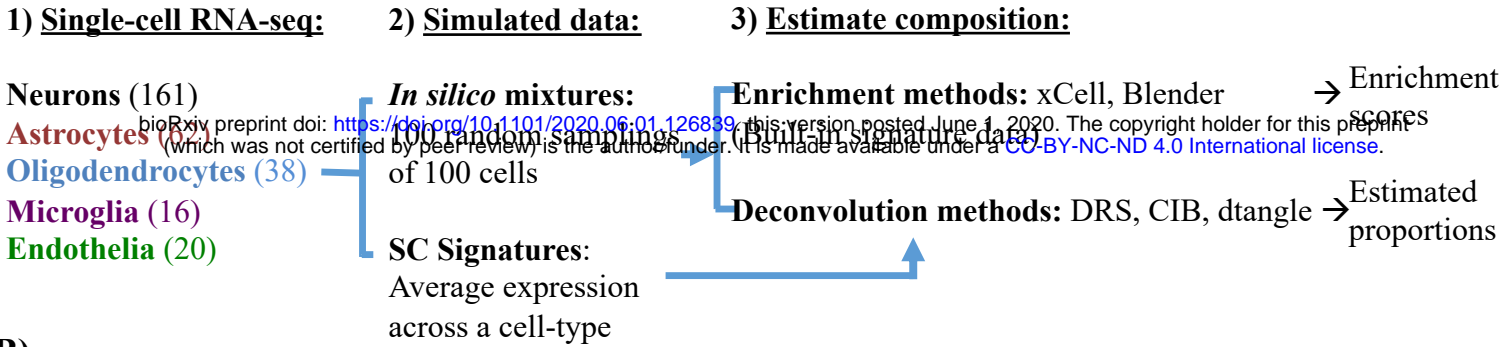 1) Single-cell RNA-seq: 2) Simulated data: 3) Estimate composition:
Neurons (161)
Astrocytes (62)
Oligodendrocytes (38)
Microglia (16)
Endothelia (20)
In silico mixtures:
100 random samplings
of 100 cells
SC Signatures:
Average expression
across a cell-type
Enrichment methods: xCell, Blender →
(Built-in signature data)
Enrichment
scores
Deconvolution methods: DRS, CIB, dtangle →
Estimated
proportions
bioRxiv preprint doi: https://doi.org/10.1101/2020.06.01.126839; this version posted June 1, 2020. The copyright holder for this preprint
(which was not certified by peer review) is the author/funder. It is made available under a CC-BY-NC-ND 4.0 International license.